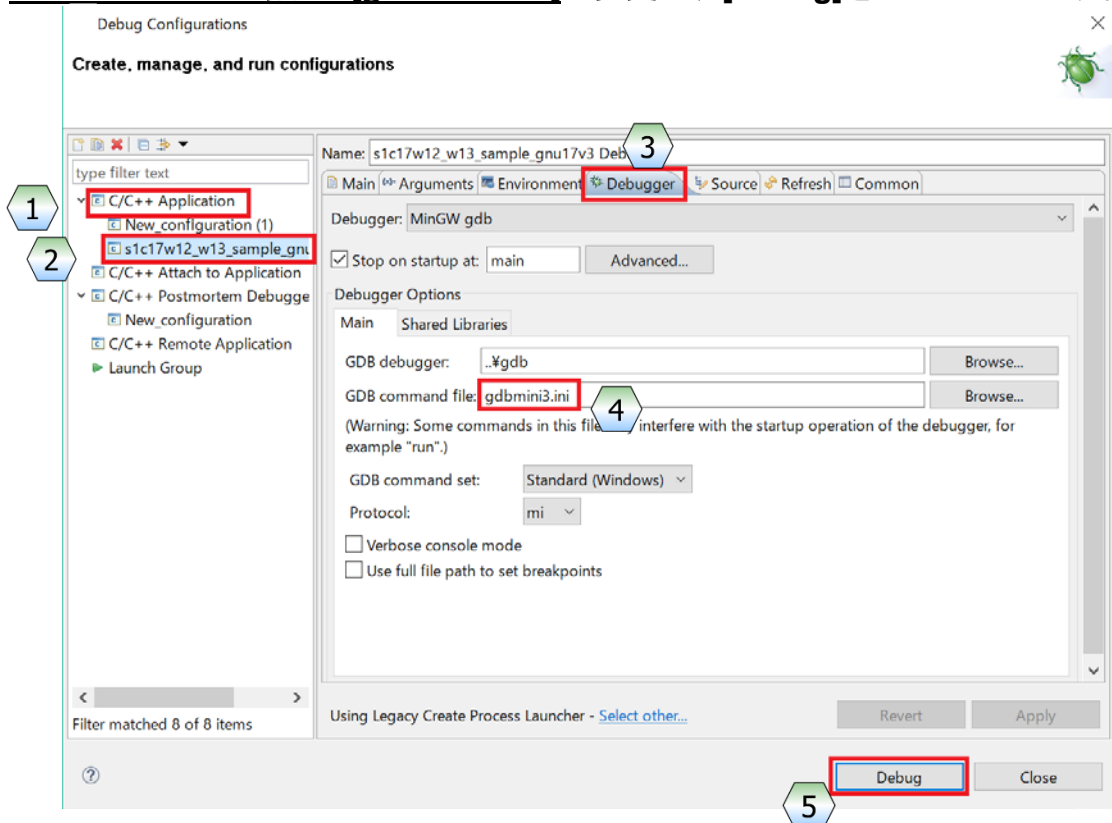 Debug Configurations
Create, manage, and run configurations
3
Name: s1c17w12_w13_sample_gnu17v3 Deb
type filter text
Main Arguments Environment Debugger Source Refresh Common
1
C/C++ Application
New_configuration (1)
2
s1c17w12_w13_sample_gnu
C/C++ Attach to Application
C/C++ Postmortem Debugge
New_configuration
C/C++ Remote Application
Launch Group
Debugger: MinGW gdb
Stop on startup at: main Advanced...
Debugger Options
Main Shared Libraries
GDB debugger: ..¥gdb Browse...
GDB command file: gdbmini3.ini Browse...
4
(Warning: Some commands in this file interfere with the startup operation of the debugger, for
example "run".)
GDB command set: Standard (Windows)
Protocol: mi
Verbose console mode
Use full file path to set breakpoints
Filter matched 8 of 8 items
Using Legacy Create Process Launcher - Select other...
Revert Apply
Debug Close
5